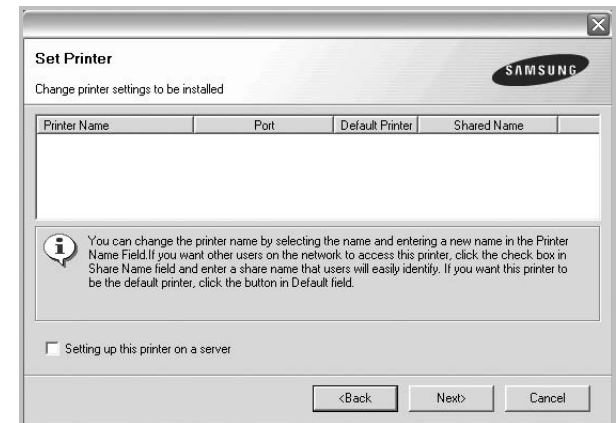 Set Printer
SAMSUNG
Change printer settings to be installed
Printer Name Port Default Printer Shared Name
You can change the printer name by selecting the name and entering a new name in the Printer
Name Field.If you want other users on the network to access this printer, click the check box in
Share Name field and enter a share name that users will easily identify. If you want this printer to
be the default printer, click the button in Default field.
Setting up this printer on a server
<Back Next> Cancel